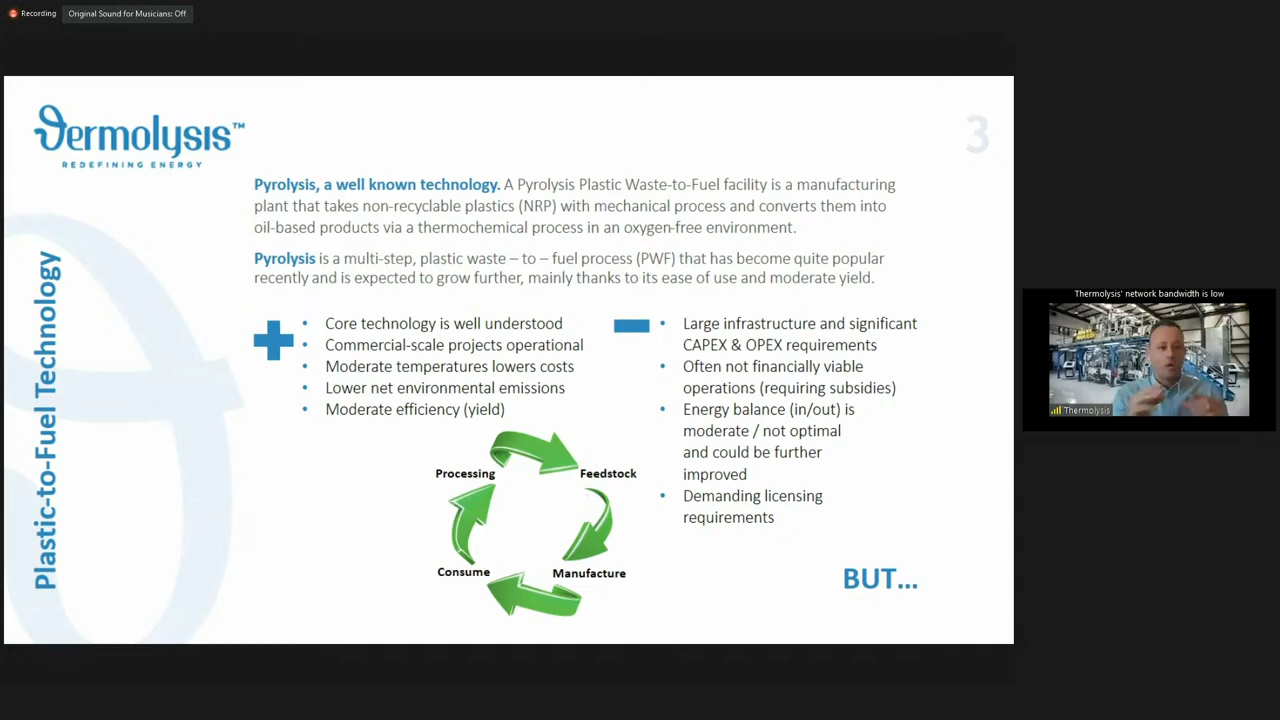 Recording
Original Sound for Musicians: Off
ϑermolysis™
REDEFINING ENERGY
3
Plastic-to-Fuel Technology
Pyrolysis, a well known technology. A Pyrolysis Plastic Waste-to-Fuel facility is a manufacturing
plant that takes non-recyclable plastics (NRP) with mechanical process and converts them into
oil-based products via a thermochemical process in an oxygen-free environment.
Pyrolysis is a multi-step, plastic waste – to – fuel process (PWF) that has become quite popular
recently and is expected to grow further, mainly thanks to its ease of use and moderate yield.
• Core technology is well understood
• Commercial-scale projects operational
• Moderate temperatures lowers costs
• Lower net environmental emissions
• Moderate efficiency (yield)
• Large infrastructure and significant
CAPEX & OPEX requirements
• Often not financially viable
operations (requiring subsidies)
• Energy balance (in/out) is
moderate / not optimal
and could be further
improved
• Demanding licensing
requirements
Processing
Feedstock
Consume
Manufacture
BUT...
Thermolysis' network bandwidth is low
Thermolysis